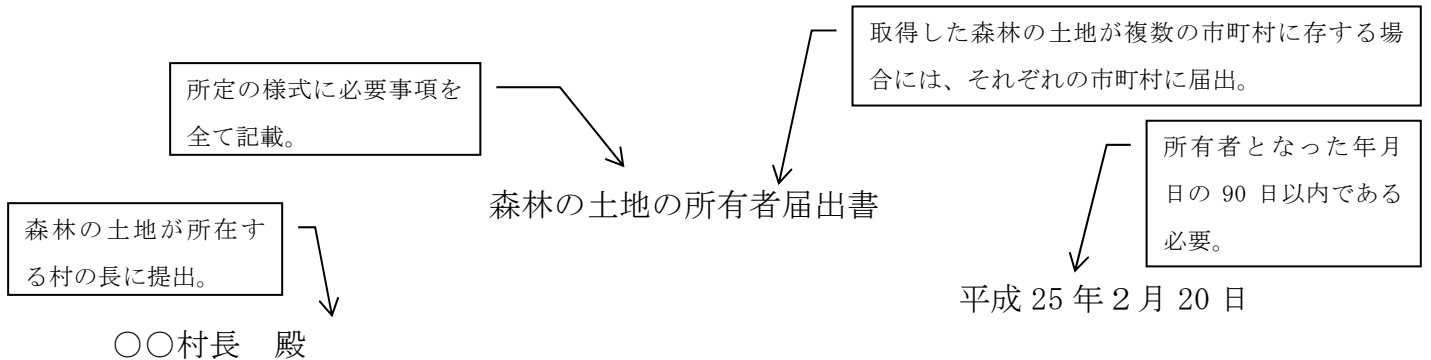 取得した森林の土地が複数の市町村に存する場
合には、それぞれの市町村に届出。
所定の様式に必要事項を
全て記載。
所有者となった年月
日の 90 日以内である
必要。
森林の土地の所有者届出書
森林の土地が所在す
る村の長に提出。
平成 25 年２月 20 日
○○村長　殿